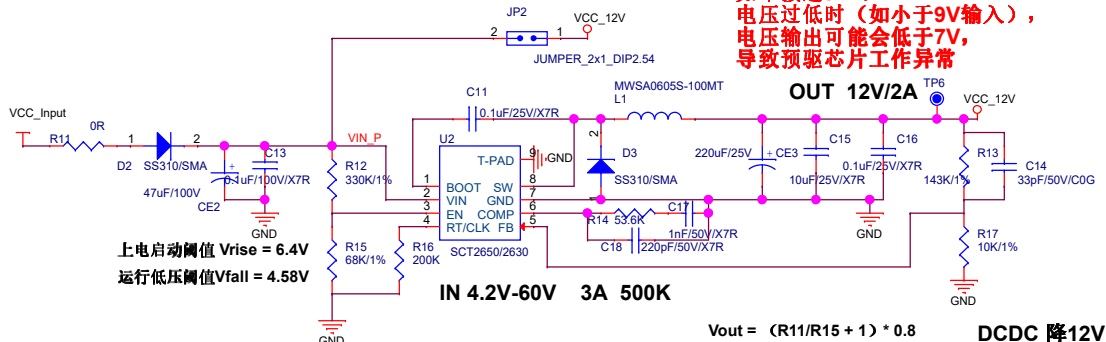 电压过低时（如小于9V输入），
电压输出可能会低于7V，
导致预驱芯片工作异常
JP2
2
1
VCC_12V
JUMPER_2x1_DIP2.54
OUT 12V/2A
TP6
VCC_12V
MWSA0605S-100MT
L1
C11
0.1uF/25V/X7R
VCC_Input
R11
0R
1
2
D2
SS310/SMA
C13
0.1uF/100V/X7R
47uF/100V
CE2
GND
VIN_P
R12
330K/1%
U2
T-PAD
9
GND
1
BOOT
SW
8
2
VIN
GND
7
3
EN
COMP
6
4
RT/CLK
FB
5
SCT2650/2630
2
D3
SS310/SMA
1
220uF/25V
CE3
C15
10uF/25V/X7R
C16
0.1uF/25V/X7R
R13
143K/1%
C14
33pF/50V/C0G
R14
53.6K
C17
1nF/50V/X7R
C18
220pF/50V/X7R
GND
R17
10K/1%
GND
上电启动阈值 Vrise = 6.4V
运行低压阈值Vfall = 4.58V
R15
68K/1%
R16
200K
GND
IN 4.2V-60V 3A 500K
Vout = （R11/R15 + 1）* 0.8
DCDC 降12V